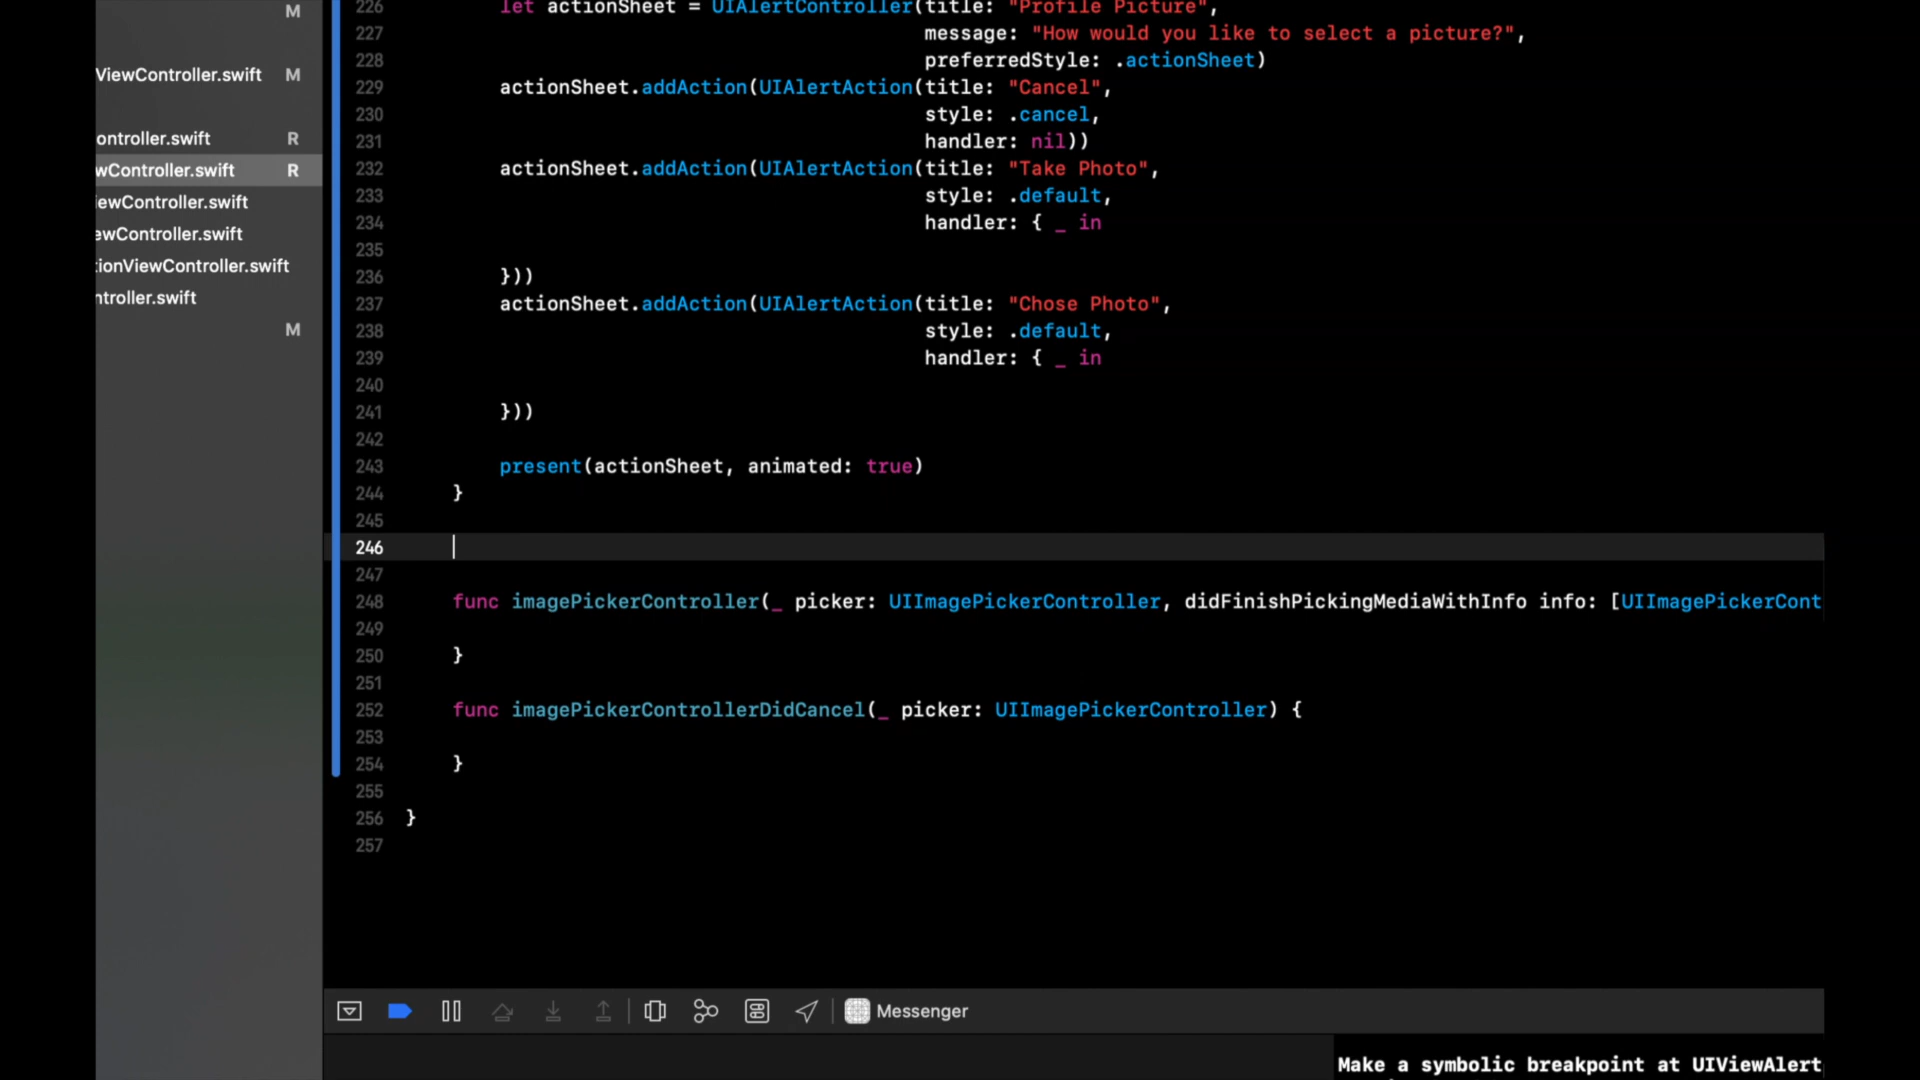 M
ViewController.swift M
ontroller.swift R
wController.swift R
iewController.swift
ewController.swift
tionViewController.swift
ntroller.swift
M
226 let actionSheet = UIAlertController(title: "Profile Picture",
227 message: "How would you like to select a picture?",
228 preferredStyle: .actionSheet)
229 actionSheet.addAction(UIAlertAction(title: "Cancel",
230 style: .cancel,
231 handler: nil))
232 actionSheet.addAction(UIAlertAction(title: "Take Photo",
233 style: .default,
234 handler: { _ in
235
236 }))
237 actionSheet.addAction(UIAlertAction(title: "Chose Photo",
238 style: .default,
239 handler: { _ in
240
241 }))
242
243 present(actionSheet, animated: true)
244 }
245
246
247
248 func imagePickerController(_ picker: UIImagePickerController, didFinishPickingMediaWithInfo info: [UIImagePickerCont
249
250 }
251
252 func imagePickerControllerDidCancel(_ picker: UIImagePickerController) {
253
254 }
255
256 }
257
Messenger
Make a symbolic breakpoint at UIViewAlert